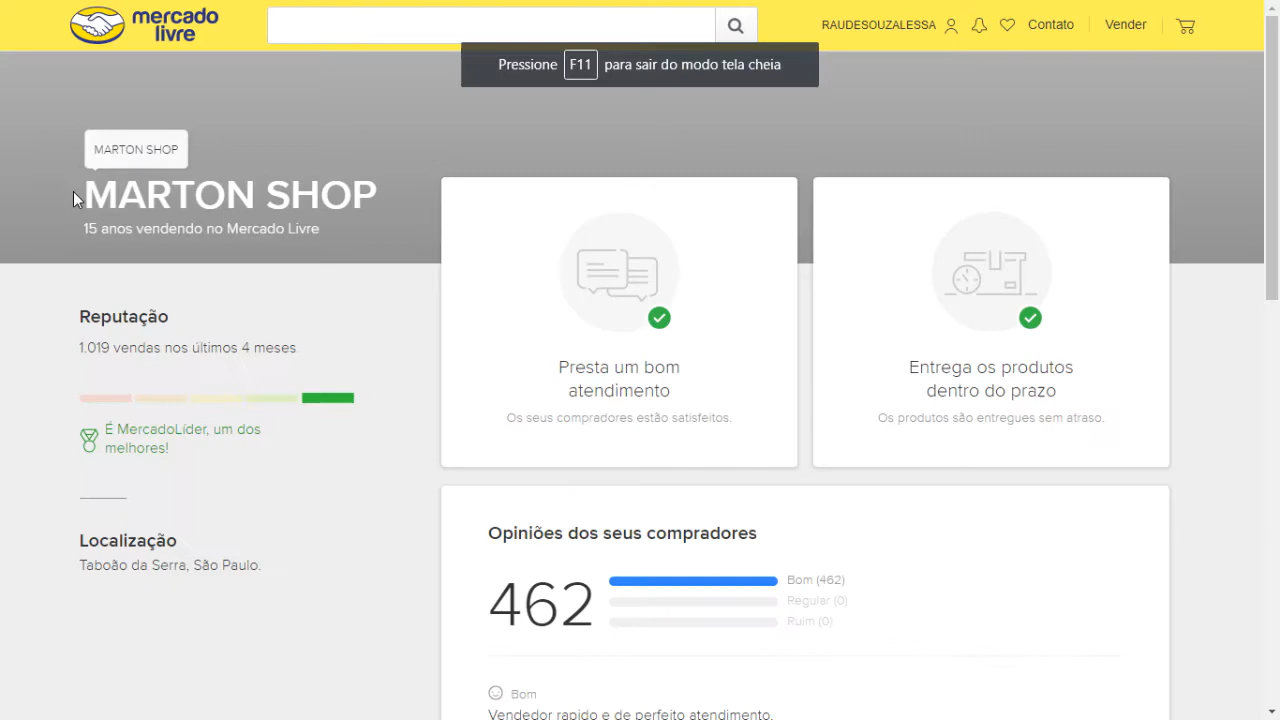 mercado
livre
RAUDESOUZALESSA
Contato
Vender
Pressione F11 para sair do modo tela cheia
MARTON SHOP
MARTON SHOP
15 anos vendendo no Mercado Livre
Reputação
1.019 vendas nos últimos 4 meses
É MercadoLíder, um dos
melhores!
Localização
Taboão da Serra, São Paulo.
Presta um bom
atendimento
Os seus compradores estão satisfeitos.
Entrega os produtos
dentro do prazo
Os produtos são entregues sem atraso.
Opiniões dos seus compradores
462
Bom (462)
Regular (0)
Ruim (0)
Bom
Vendedor rapido e de perfeito atendimento.